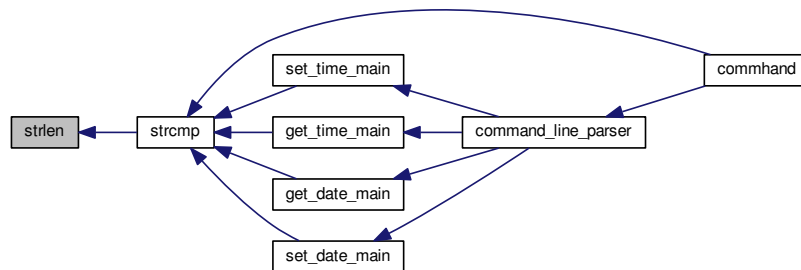 strlen
strcmp
set_time_main
get_time_main
get_date_main
set_date_main
command_line_parser
commhand